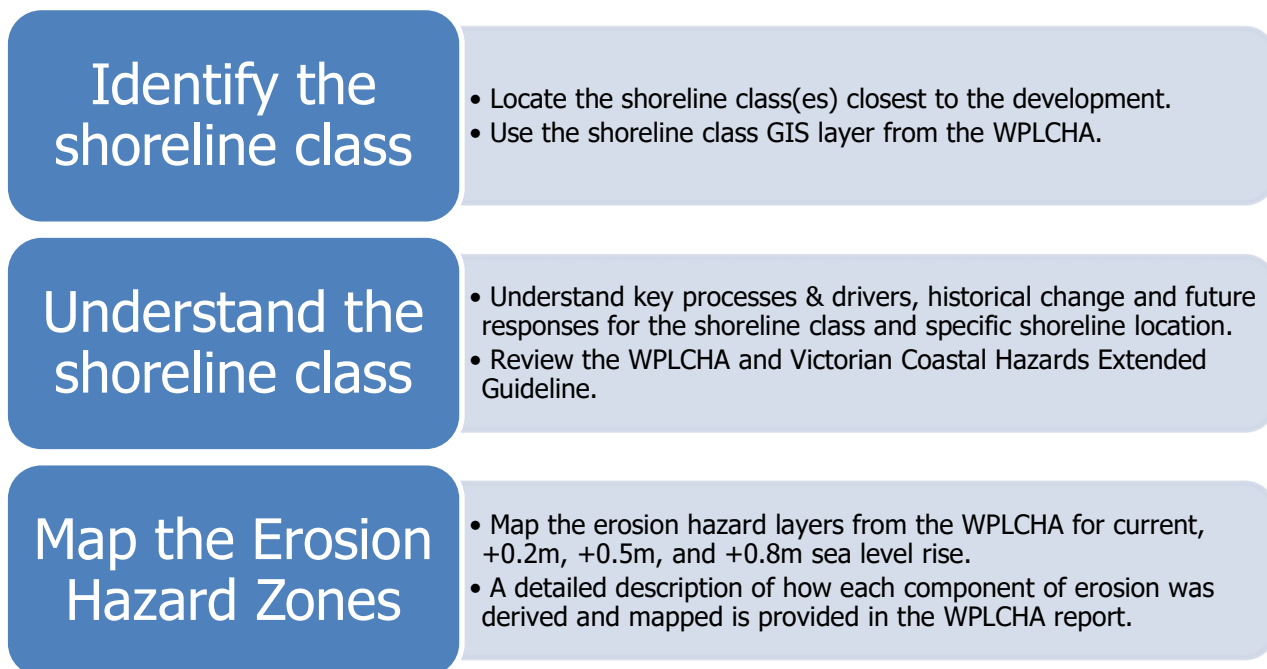 Identify the
shoreline class
• Locate the shoreline class(es) closest to the development.
• Use the shoreline class GIS layer from the WPLCHA.
Understand the
shoreline class
• Understand key processes & drivers, historical change and future
responses for the shoreline class and specific shoreline location.
• Review the WPLCHA and Victorian Coastal Hazards Extended
Guideline.
Map the Erosion
Hazard Zones
• Map the erosion hazard layers from the WPLCHA for current,
+0.2m, +0.5m, and +0.8m sea level rise.
• A detailed description of how each component of erosion was
derived and mapped is provided in the WPLCHA report.